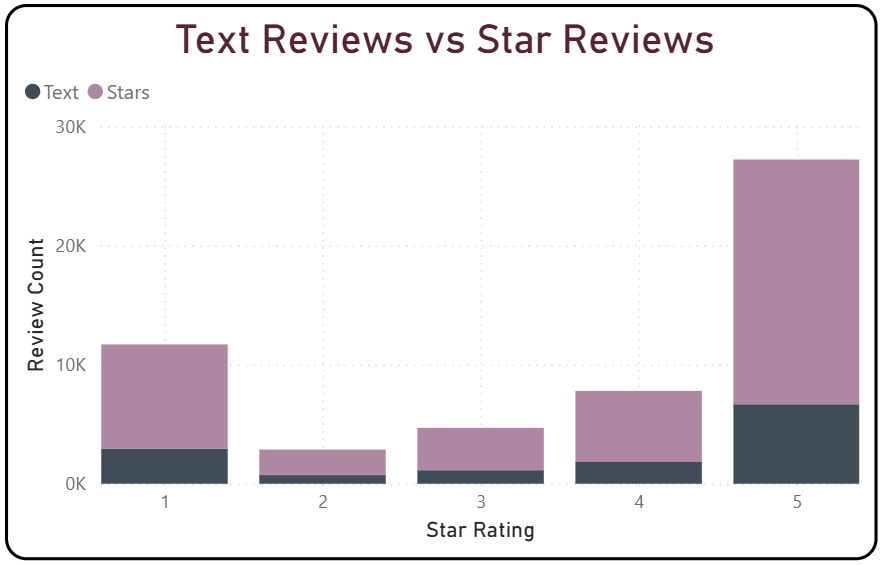 Text Reviews vs Star Reviews
Text Stars
30K
20K
10K
0K
Review Count
1 2 3 4 5
Star Rating